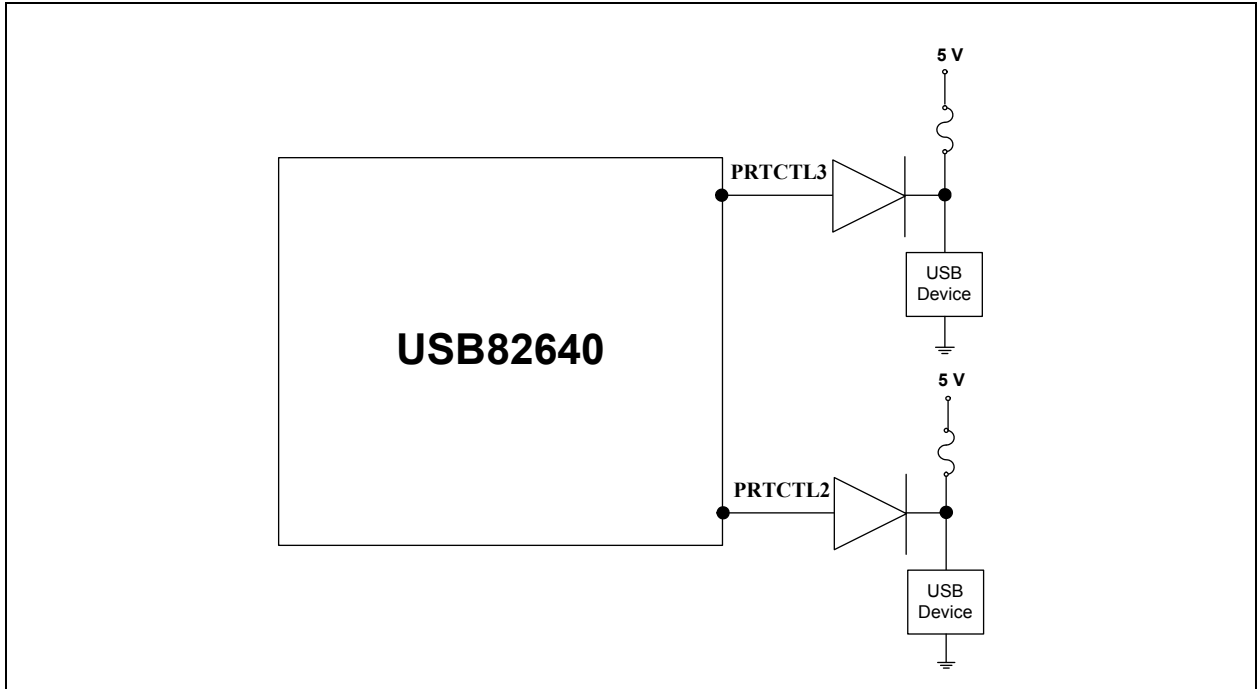 5 V
PRTCTL3
USB
Device
USB82640
5 V
PRTCTL2
USB
Device